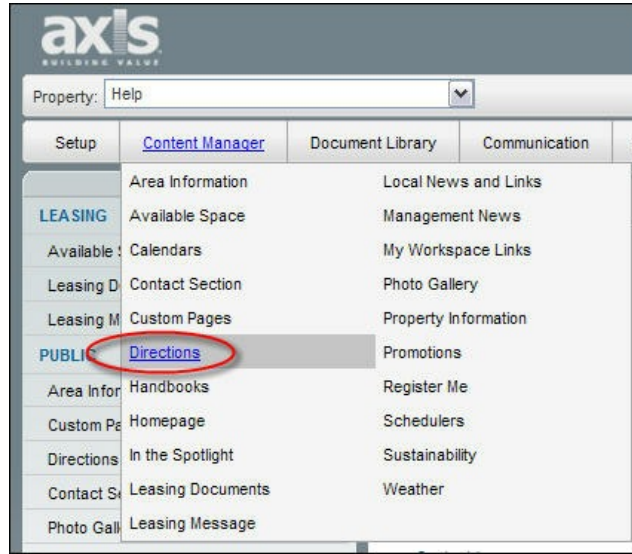 axis
BUILDING VALUE
Property: Help
Setup Content Manager Document Library Communication
Area Information Local News and Links
LEASING Available Space Management News
Available Calendars My Workspace Links
Leasing D Contact Section Photo Gallery
Leasing M Custom Pages Property Information
PUBLIC Directions Promotions
Area Infor Handbooks Register Me
Custom Pa Homepage Schedulers
Directions In the Spotlight Sustainability
Contact Se Leasing Documents Weather
Photo Gall Leasing Message